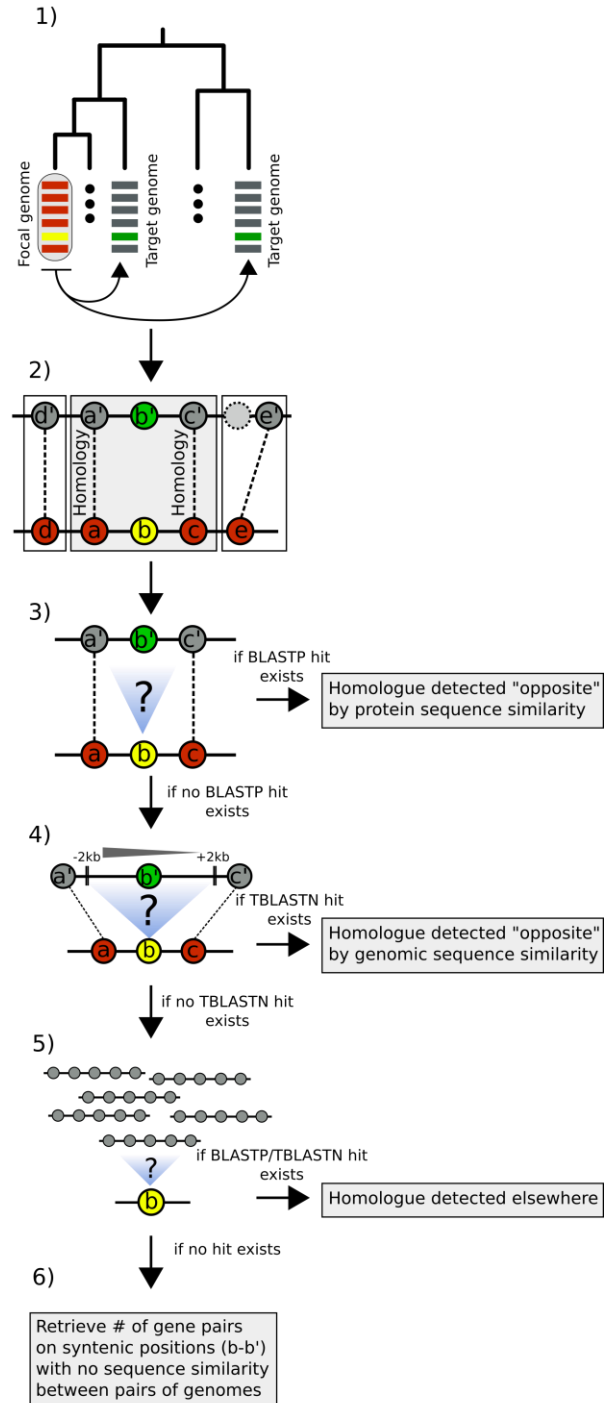 1)
Focal genome
Target genome
Target genome
2)
d'
a'
b'
c'
e'
Homology
Homology
d
a
b
c
e
3)
a'
b'
c'
?
a
b
c
if BLASTP hit
exists
Homologue detected "opposite"
by protein sequence similarity
if no BLASTP hit
exists
4)
-2kb
+2kb
a'
b'
c'
?
a
b
c
if TBLASTN hit
exists
Homologue detected "opposite"
by genomic sequence similarity
if no TBLASTN hit
exists
5)
?
b
if BLASTP/TBLASTN hit
exists
Homologue detected elsewhere
if no hit exists
6)
Retrieve # of gene pairs
on syntenic positions (b-b')
with no sequence similarity
between pairs of genomes